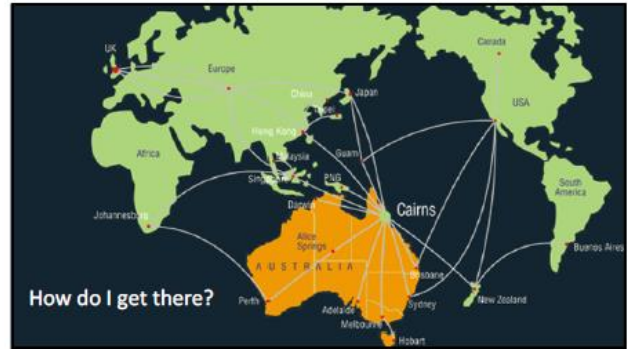 Canada
UK
Europe
USA
China
Japan
Taipei
Hong Kong
Africa
Malaysia
Guam
Singapore
PNG
South
America
Darwin
Cairns
Johannesburg
Alice
Springs
Buenos Aires
AUSTRALIA
Brisbane
How do I get there?
Perth
Adelaide
Sydney
New Zealand
Melbourne
Hobart